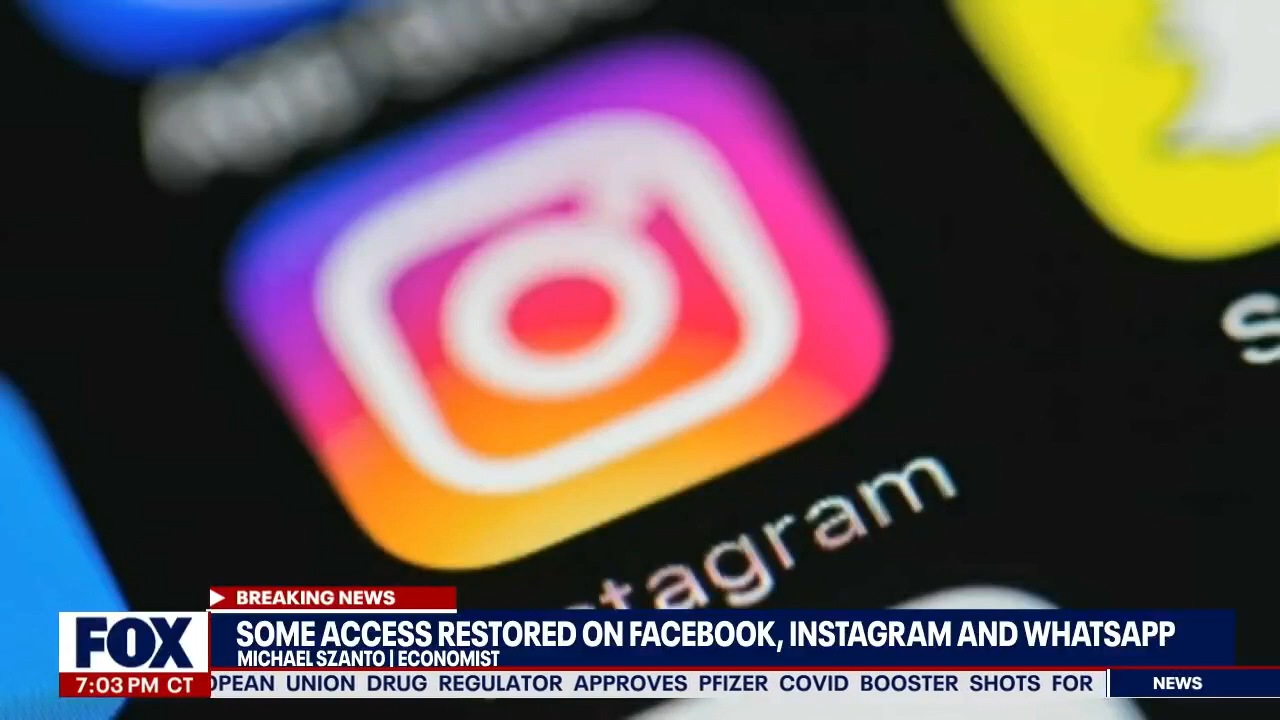 stagram
BREAKING NEWS
SOME ACCESS RESTORED ON FACEBOOK, INSTAGRAM AND WHATSAPP
MICHAEL SZANTO | ECONOMIST
FOX
7:03 PM CT
OPEAN UNION DRUG REGULATOR APPROVES PFIZER COVID BOOSTER SHOTS FOR
NEWS